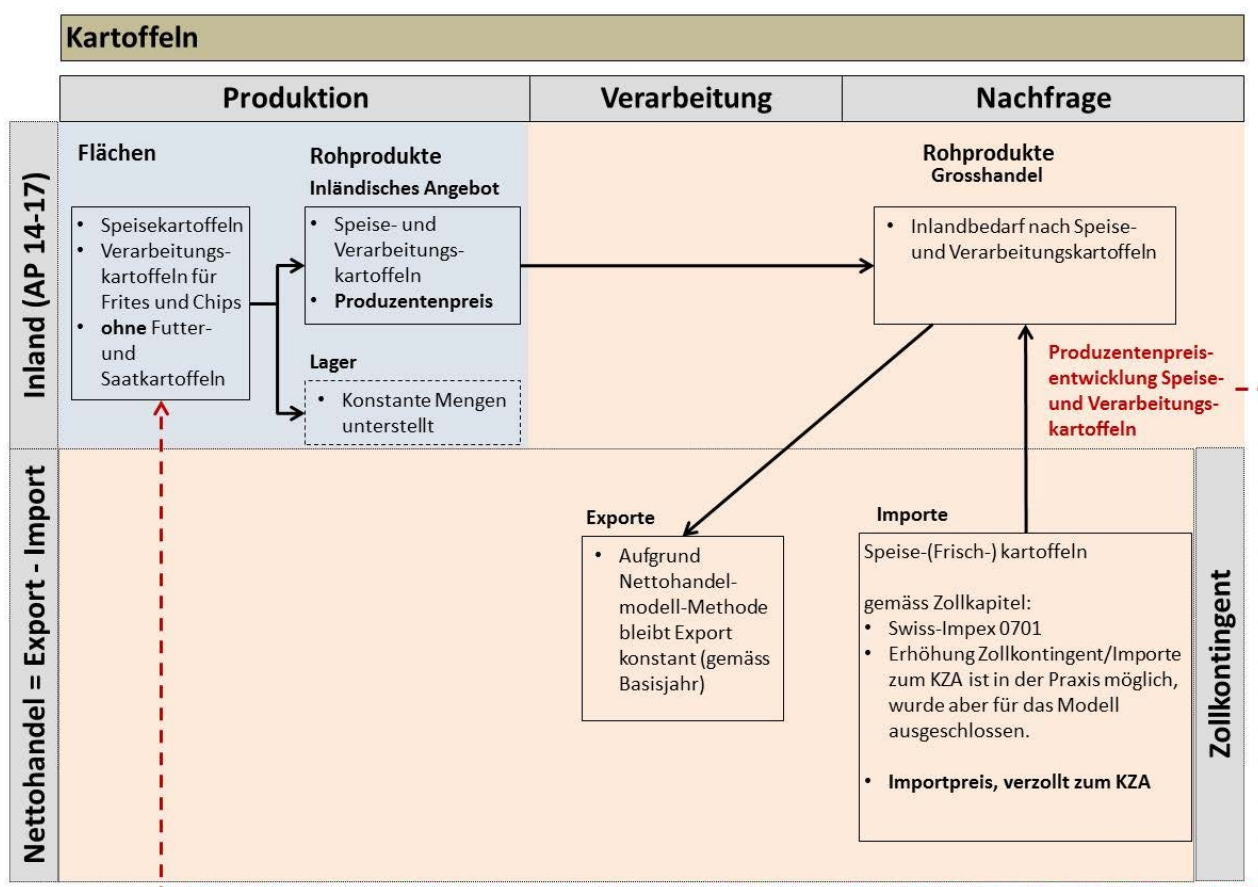 Kartoffeln
Produktion
Verarbeitung
Nachfrage
Inland (AP 14-17)
Flächen
• Speisekartoffeln
• Verarbeitungs-
kartoffeln für
Frites und Chips
• ohne Futter-
und
Saatkartoffeln
Rohprodukte
Inländisches Angebot
• Speise- und
Verarbeitungs-
kartoffeln
• Produzentenpreis
Lager
• Konstante Mengen
unterstellt
Rohprodukte
Grosshandel
• Inlandbedarf nach Speise-
und Verarbeitungskartoffeln
Produzentenpreis-
entwicklung Speise-
und Verarbeitungs-
kartoffeln
Nettohandel = Export - Import
Exporte
• Aufgrund
Nettohandel-
modell-Methode
bleibt Export
konstant (gemäss
Basisjahr)
Importe
Speise-(Frisch-) kartoffeln
gemäss Zollkapitel:
• Swiss-Impex 0701
• Erhöhung Zollkontingent/Importe
zum KZA ist in der Praxis möglich,
wurde aber für das Modell
ausgeschlossen.
• Importpreis, verzollt zum KZA
Zollkontingent